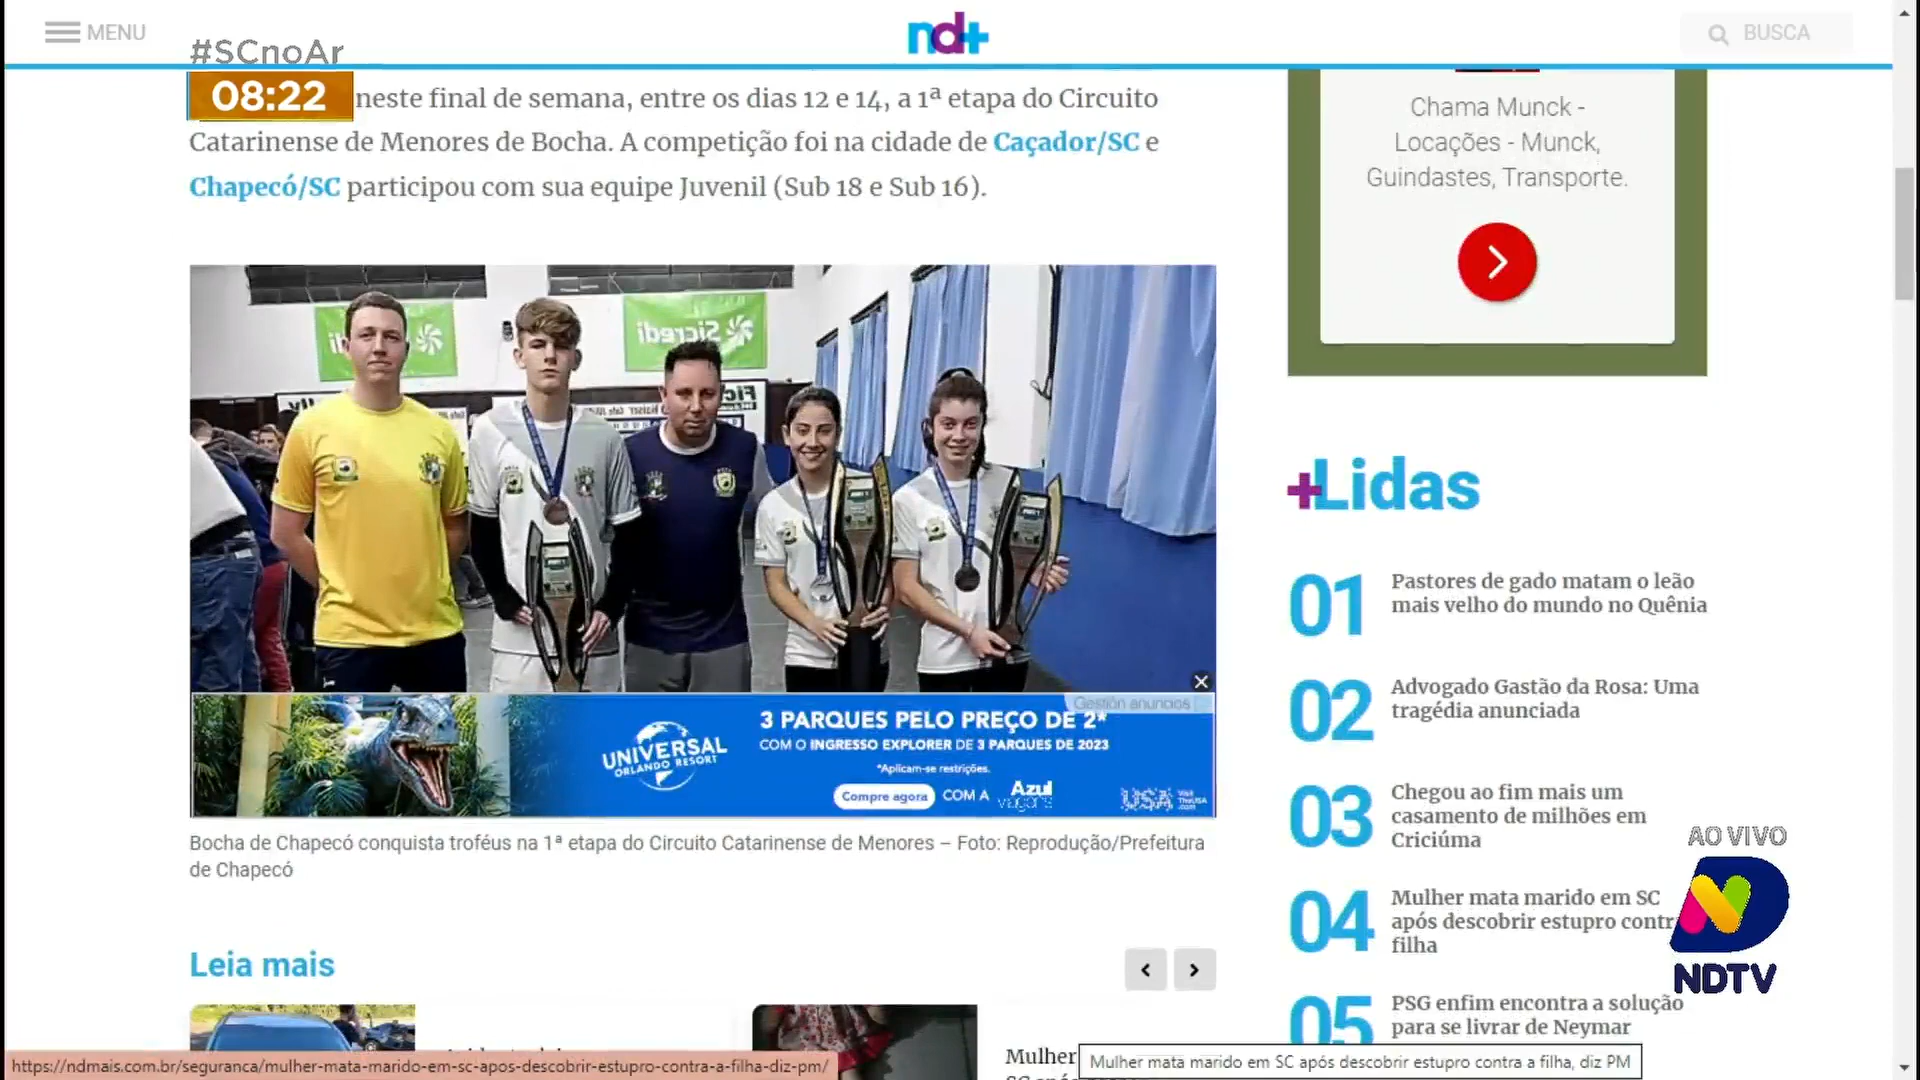 MENU
nd+
BUSCA
#SCnoAr
08:22
neste final de semana, entre os dias 12 e 14, a 1ª etapa do Circuito
Catarinense de Menores de Bocha. A competição foi na cidade de Caçador/SC e
Chapecó/SC participou com sua equipe Juvenil (Sub 18 e Sub 16).
Chama Munck -
Locações - Munck,
Guindastes, Transporte.
Sicredi
Gestión anuncios
UNIVERSAL
ORLANDO RESORT
3 PARQUES PELO PREÇO DE 2*
COM O INGRESSO EXPLORER DE 3 PARQUES DE 2023
*Aplicam-se restrições.
Compre agora COM A Azul
viagens
USA Visit
TheUSA
.com
Bocha de Chapecó conquista troféus na 1ª etapa do Circuito Catarinense de Menores – Foto: Reprodução/Prefeitura
de Chapecó
Leia mais
+Lidas
01 Pastores de gado matam o leão
mais velho do mundo no Quênia
02 Advogado Gastão da Rosa: Uma
tragédia anunciada
03 Chegou ao fim mais um
casamento de milhões em
Criciúma
04 Mulher mata marido em SC
após descobrir estupro contr
filha
05 PSG enfim encontra a solução
para se livrar de Neymar
AO VIVO
NDTV
Mulher
Mulher mata marido em SC após descobrir estupro contra a filha, diz PM
https://ndmais.com.br/seguranca/mulher-mata-marido-em-sc-apos-descobrir-estupro-contra-a-filha-diz-pm/